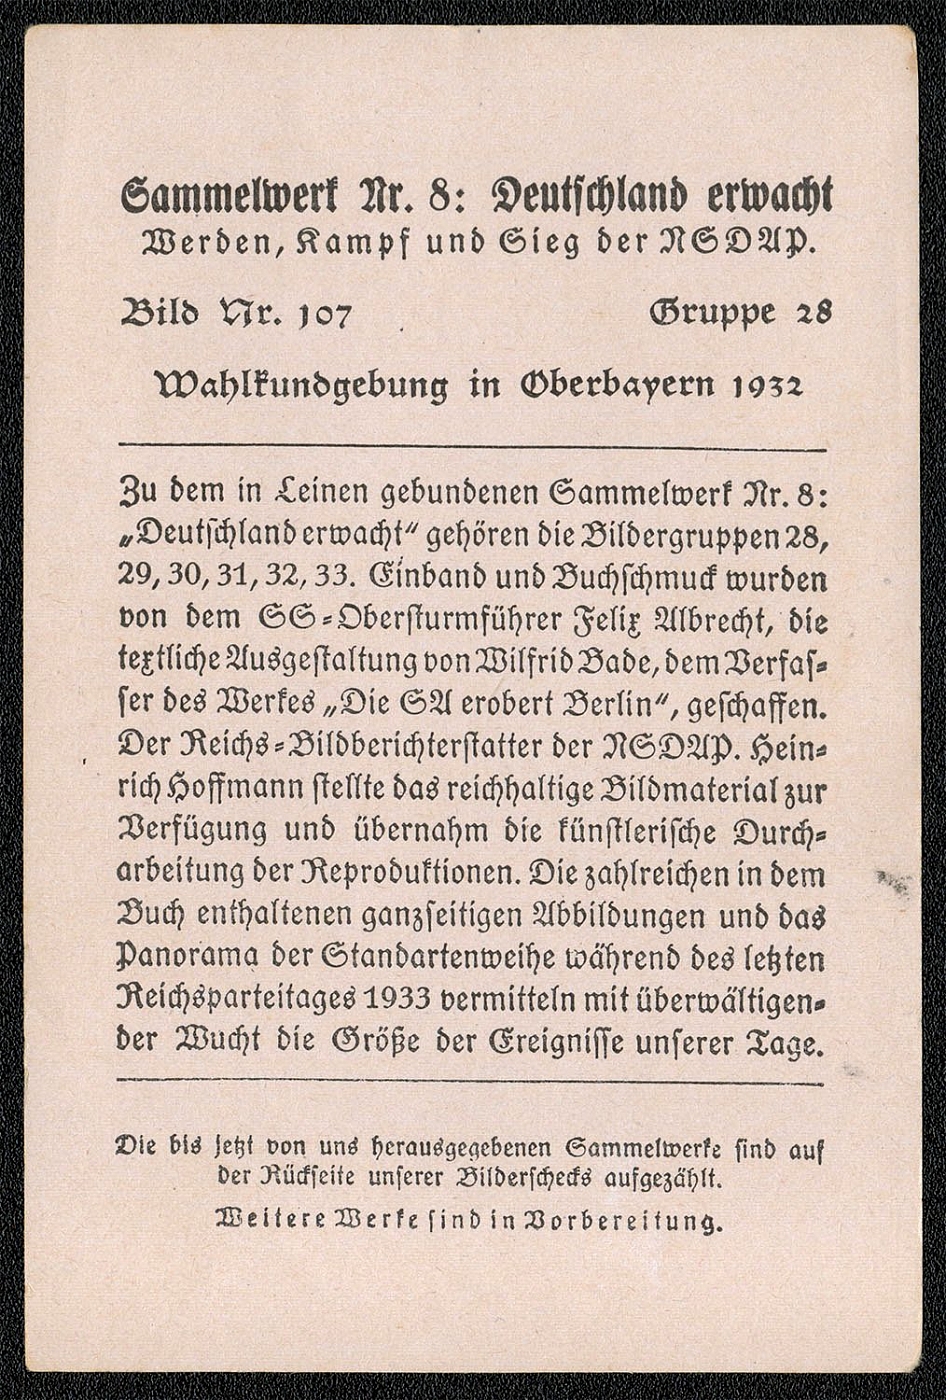 Sammelwerk Nr. 8: Deutschland erwacht
Werden, Kampf und Sieg der NSDAP.
Bild Nr. 107 Gruppe 28
Wahlkundgebung in Oberbayern 1932
Zu dem in Leinen gebundenen Sammelwerk Nr. 8:
„Deutschland erwacht“ gehören die Bildergruppen 28,
29, 30, 31, 32, 33. Einband und Buchschmuck wurden
von dem SS-Obersturmführer Felix Albrecht, die
textliche Ausgestaltung von Wilfrid Bade, dem Verfas-
ser des Werkes „Die SA erobert Berlin“, geschaffen.
Der Reichs-Bildberichterstatter der NSDAP. Hein-
rich Hoffmann stellte das reichhaltige Bildmaterial zur
Verfügung und übernahm die künstlerische Durch-
arbeitung der Reproduktionen. Die zahlreichen in dem
Buch enthaltenen ganzseitigen Abbildungen und das
Panorama der Standartenweihe während des letzten
Reichsparteitages 1933 vermitteln mit überwältigen-
der Wucht die Größe der Ereignisse unserer Tage.
Die bis jetzt von uns herausgegebenen Sammelwerke sind auf
der Rückseite unserer Bilderschecks aufgezählt.
Weitere Werke sind in Vorbereitung.